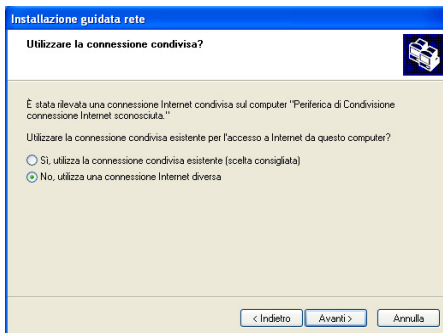 Installazione guidata rete
Utilizzare la connessione condivisa?
È stata rilevata una connessione Internet condivisa sul computer "Periferica di Condivisione
connessione Internet sconosciuta."
Utilizzare la connessione condivisa esistente per l'accesso a Internet da questo computer?
Sì, utilizza la connessione condivisa esistente (scelta consigliata)
No, utilizza una connessione Internet diversa
< Indietro
Avanti >
Annulla